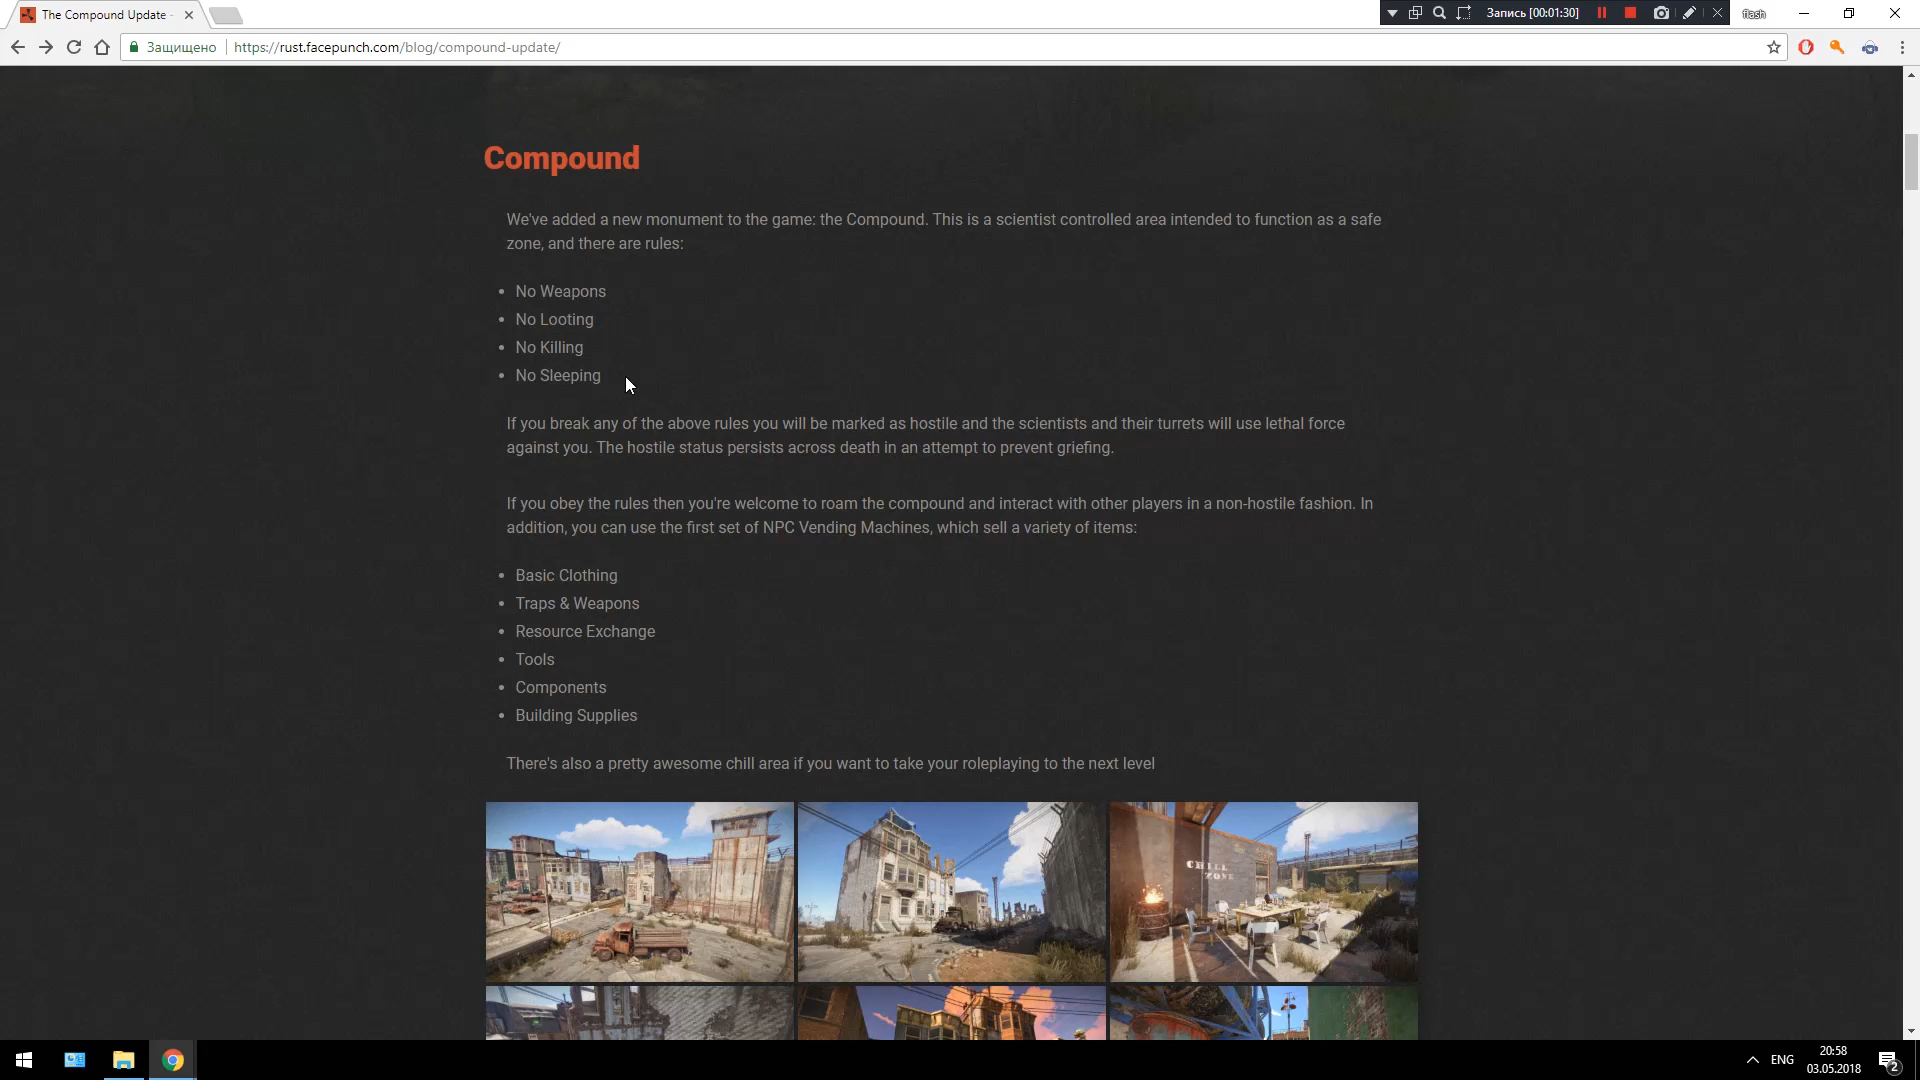 The Compound Update -
Запись [00:01:30]
flash
Защищено
https://rust.facepunch.com/blog/compound-update/
Compound
We've added a new monument to the game: the Compound. This is a scientist controlled area intended to function as a safe
zone, and there are rules:
No Weapons
No Looting
No Killing
No Sleeping
If you break any of the above rules you will be marked as hostile and the scientists and their turrets will use lethal force
against you. The hostile status persists across death in an attempt to prevent griefing.
If you obey the rules then you're welcome to roam the compound and interact with other players in a non-hostile fashion. In
addition, you can use the first set of NPC Vending Machines, which sell a variety of items:
Basic Clothing
Traps & Weapons
Resource Exchange
Tools
Components
Building Supplies
There's also a pretty awesome chill area if you want to take your roleplaying to the next level
CHILL
ZONE
ENG
20:58
03.05.2018
2